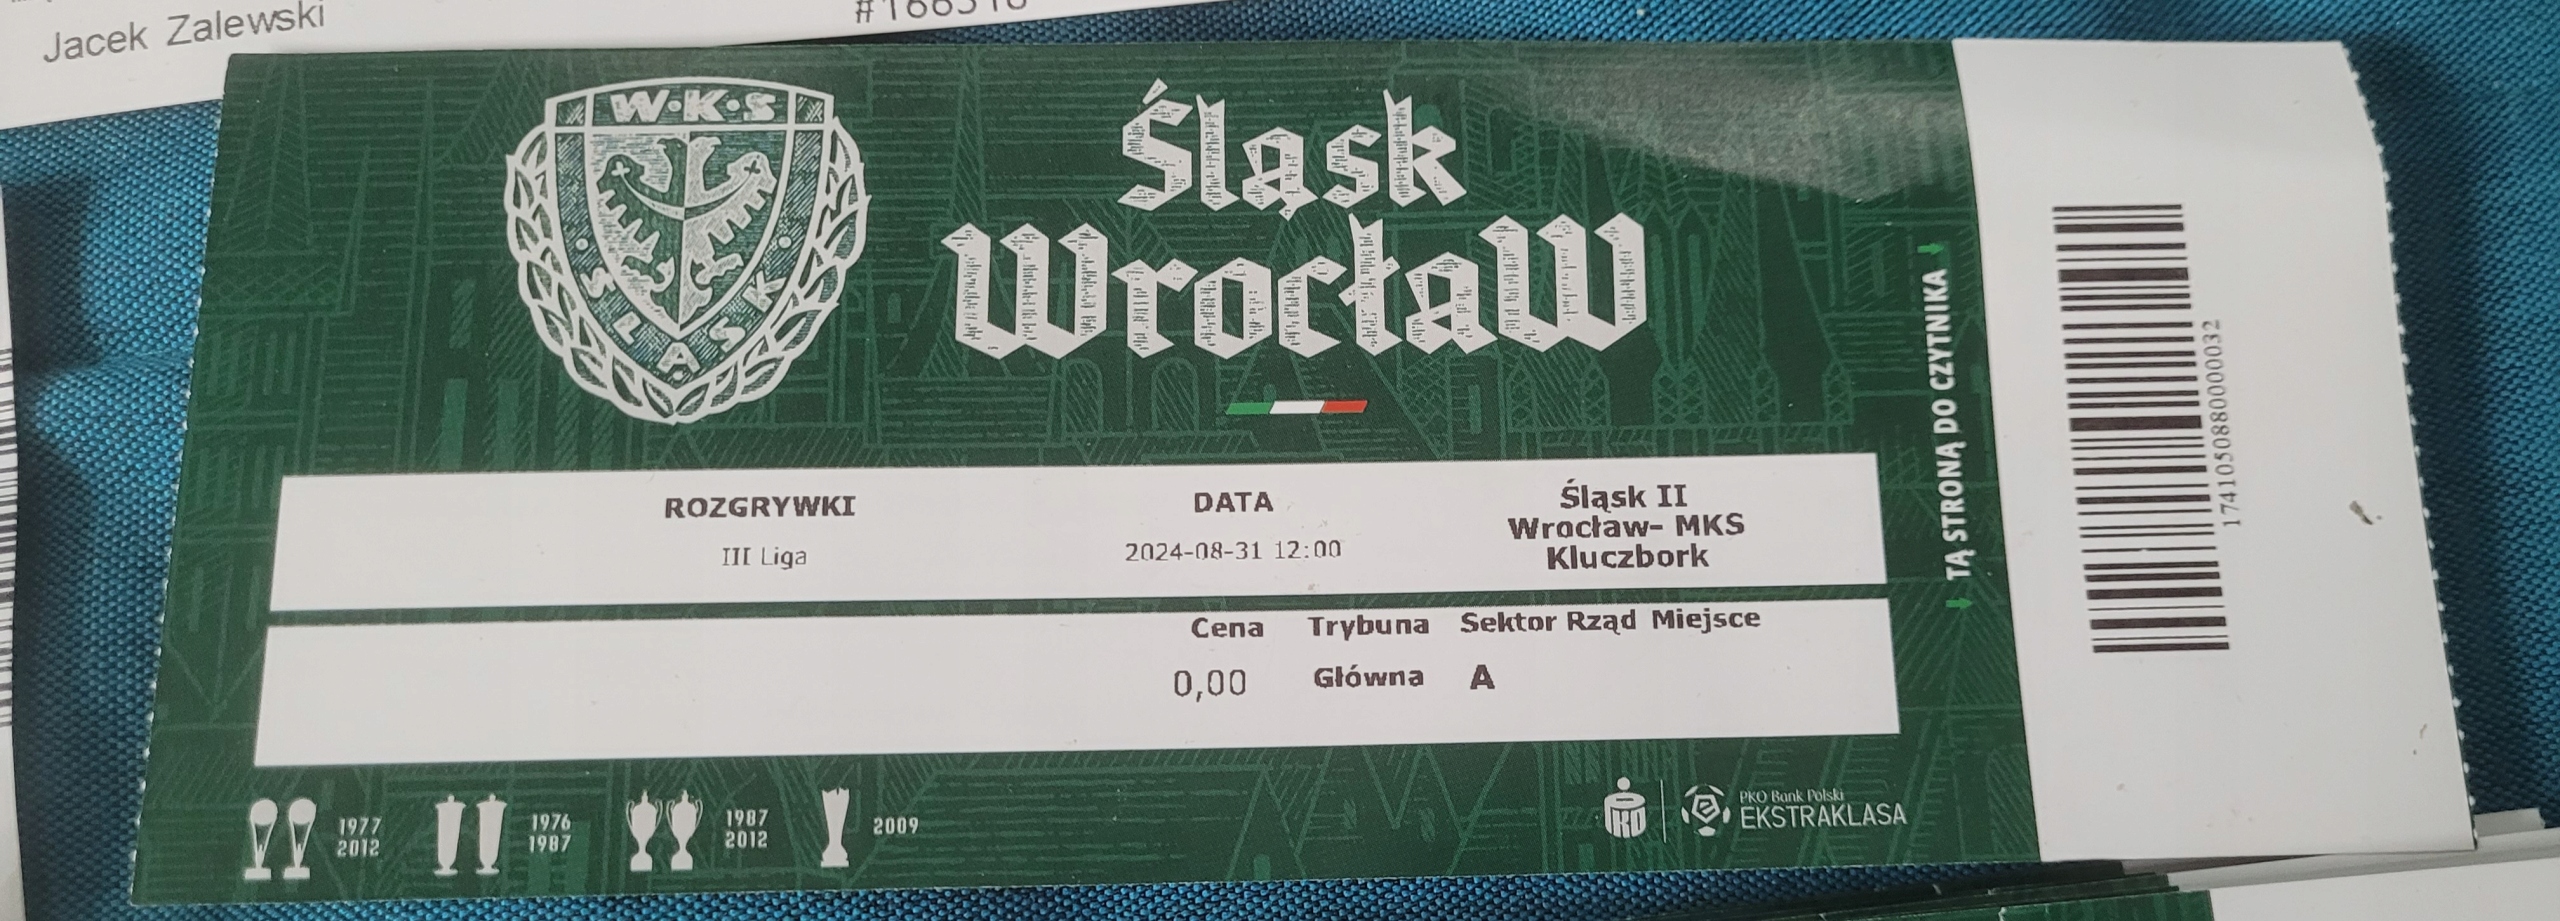 Jacek Zalewski
W·K·S
ŚLĄSK
Śląsk
Wrocław
ROZGRYWKI
III Liga
DATA
2024-08-31 12:00
Śląsk II
Wrocław- MKS
Kluczbork
Cena Trybuna Sektor Rząd Miejsce
0,00 Główna A
1977
2012
1976
1987
1987
2012
2009
PKO
PKO Bank Polski
EKSTRAKLASA
TĄ STRONĄ DO CZYTNIKA
17410508800000032